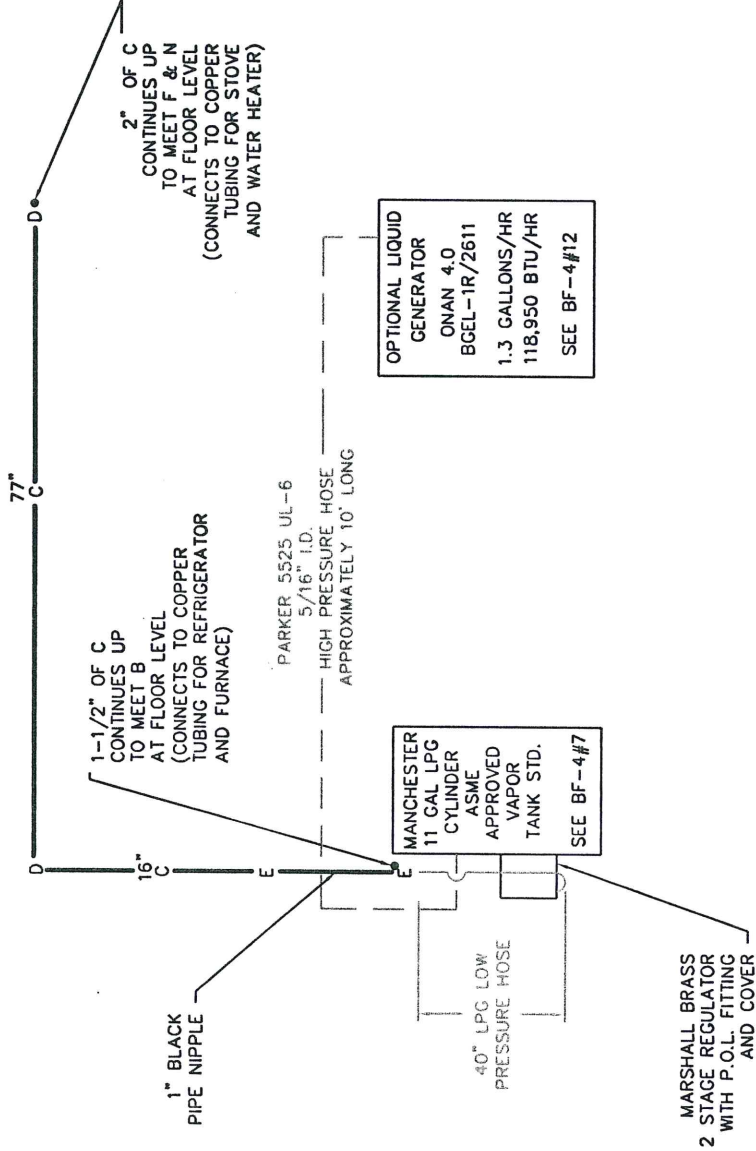 77"
C
D
D
2" OF C
CONTINUES UP
TO MEET F & N
AT FLOOR LEVEL
(CONNECTS TO COPPER
TUBING FOR STOVE
AND WATER HEATER)
1-1/2" OF C
CONTINUES UP
TO MEET B
AT FLOOR LEVEL
(CONNECTS TO COPPER
TUBING FOR REFRIGERATOR
AND FURNACE)
16"
C
E
E
1" BLACK
PIPE NIPPLE
PARKER 5525 UL-6
5/16" I.D.
HIGH PRESSURE HOSE
APPROXIMATELY 10' LONG
OPTIONAL LIQUID
GENERATOR
ONAN 4.0
BGEL-1R/2611
1.3 GALLONS/HR
118,950 BTU/HR
SEE BF-4#12
MANCHESTER
11 GAL LPG
CYLINDER
ASME
APPROVED
VAPOR
TANK STD.
SEE BF-4#7
40" LPG LOW
PRESSURE HOSE
MARSHALL BRASS
2 STAGE REGULATOR
WITH P.O.L. FITTING
AND COVER